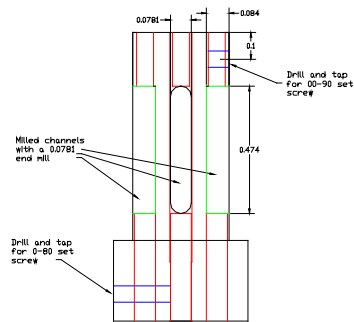 0.0781
0.084
0.1
Drill and tap
for 00-90 set
screw
0.474
Milled channels
with a 0.0781
end mill
Drill and tap
for 0-80 set
screw